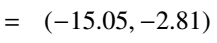 = (−15.05, −2.81)